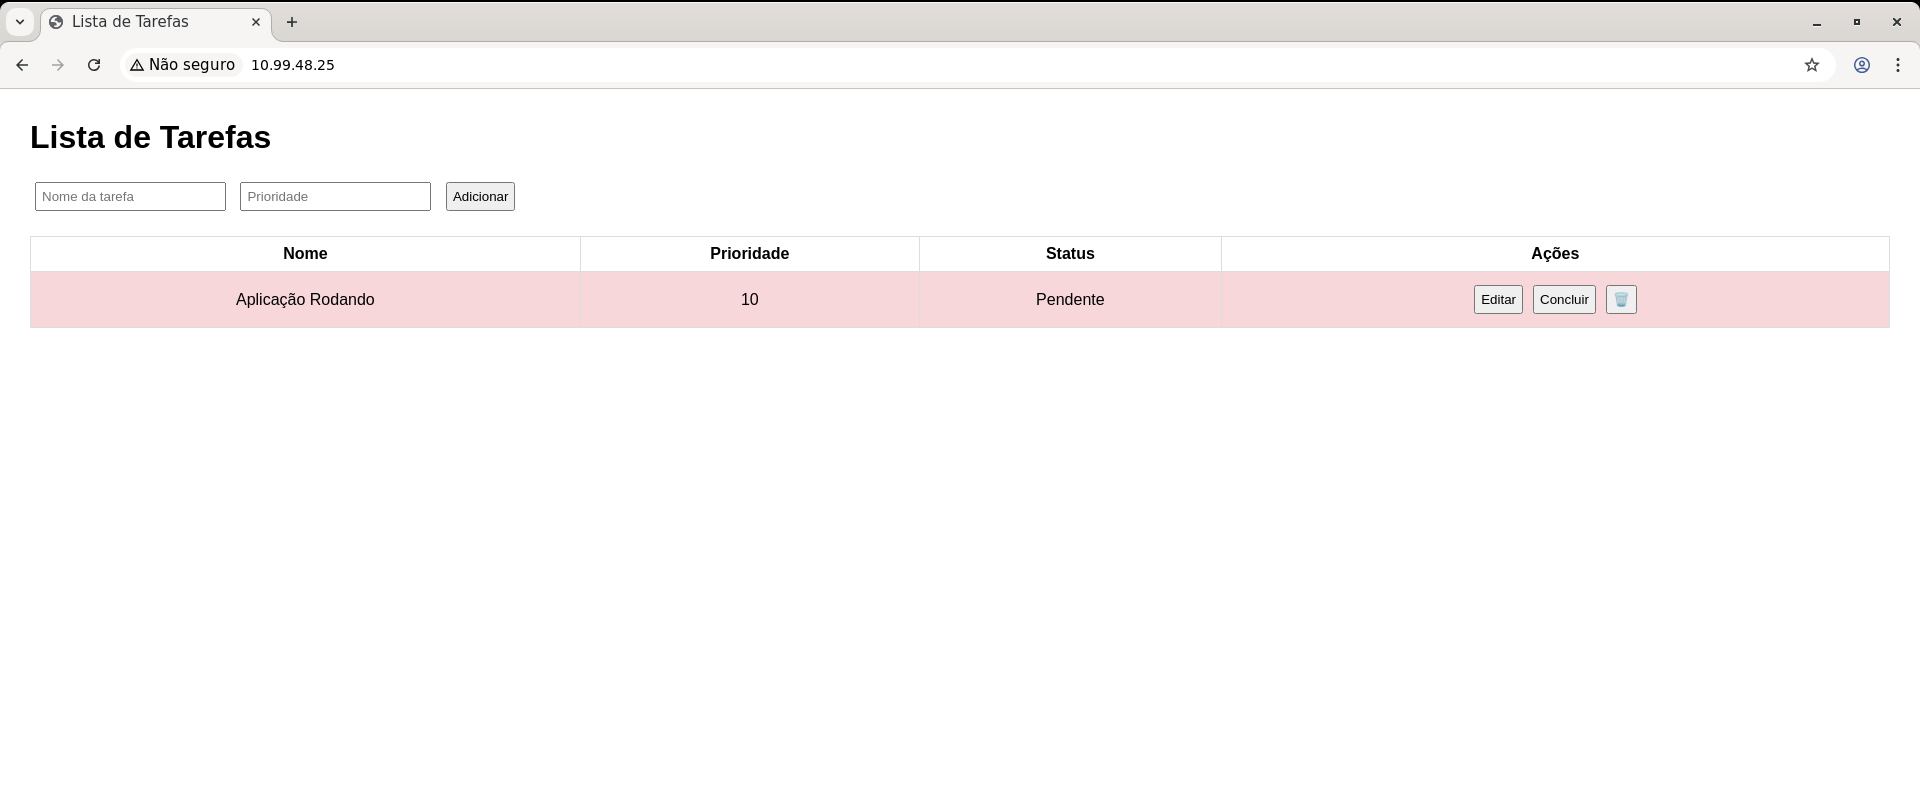 Lista de Tarefas
Não seguro 10.99.48.25
Lista de Tarefas
Nome da tarefa Prioridade Adicionar
Nome Prioridade Status Ações
Aplicação Rodando 10 Pendente Editar Concluir